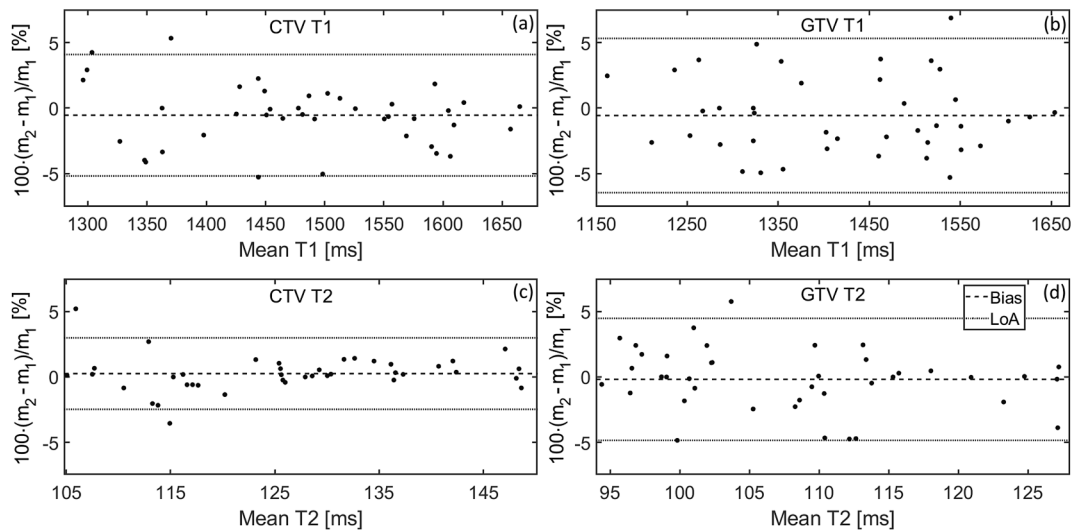 CTV T1
(a)
100·(m2 - m1)/m1 [%]
5
0
-5
1300 1350 1400 1450 1500 1550 1600 1650
Mean T1 [ms]
GTV T1
(b)
100·(m2 - m1)/m1 [%]
5
0
-5
1150 1250 1350 1450 1550 1650
Mean T1 [ms]
CTV T2
(c)
100·(m2 - m1)/m1 [%]
5
0
-5
105 115 125 135 145
Mean T2 [ms]
GTV T2
(d)
Bias
LoA
100·(m2 - m1)/m1 [%]
5
0
-5
95 100 105 110 115 120 125
Mean T2 [ms]